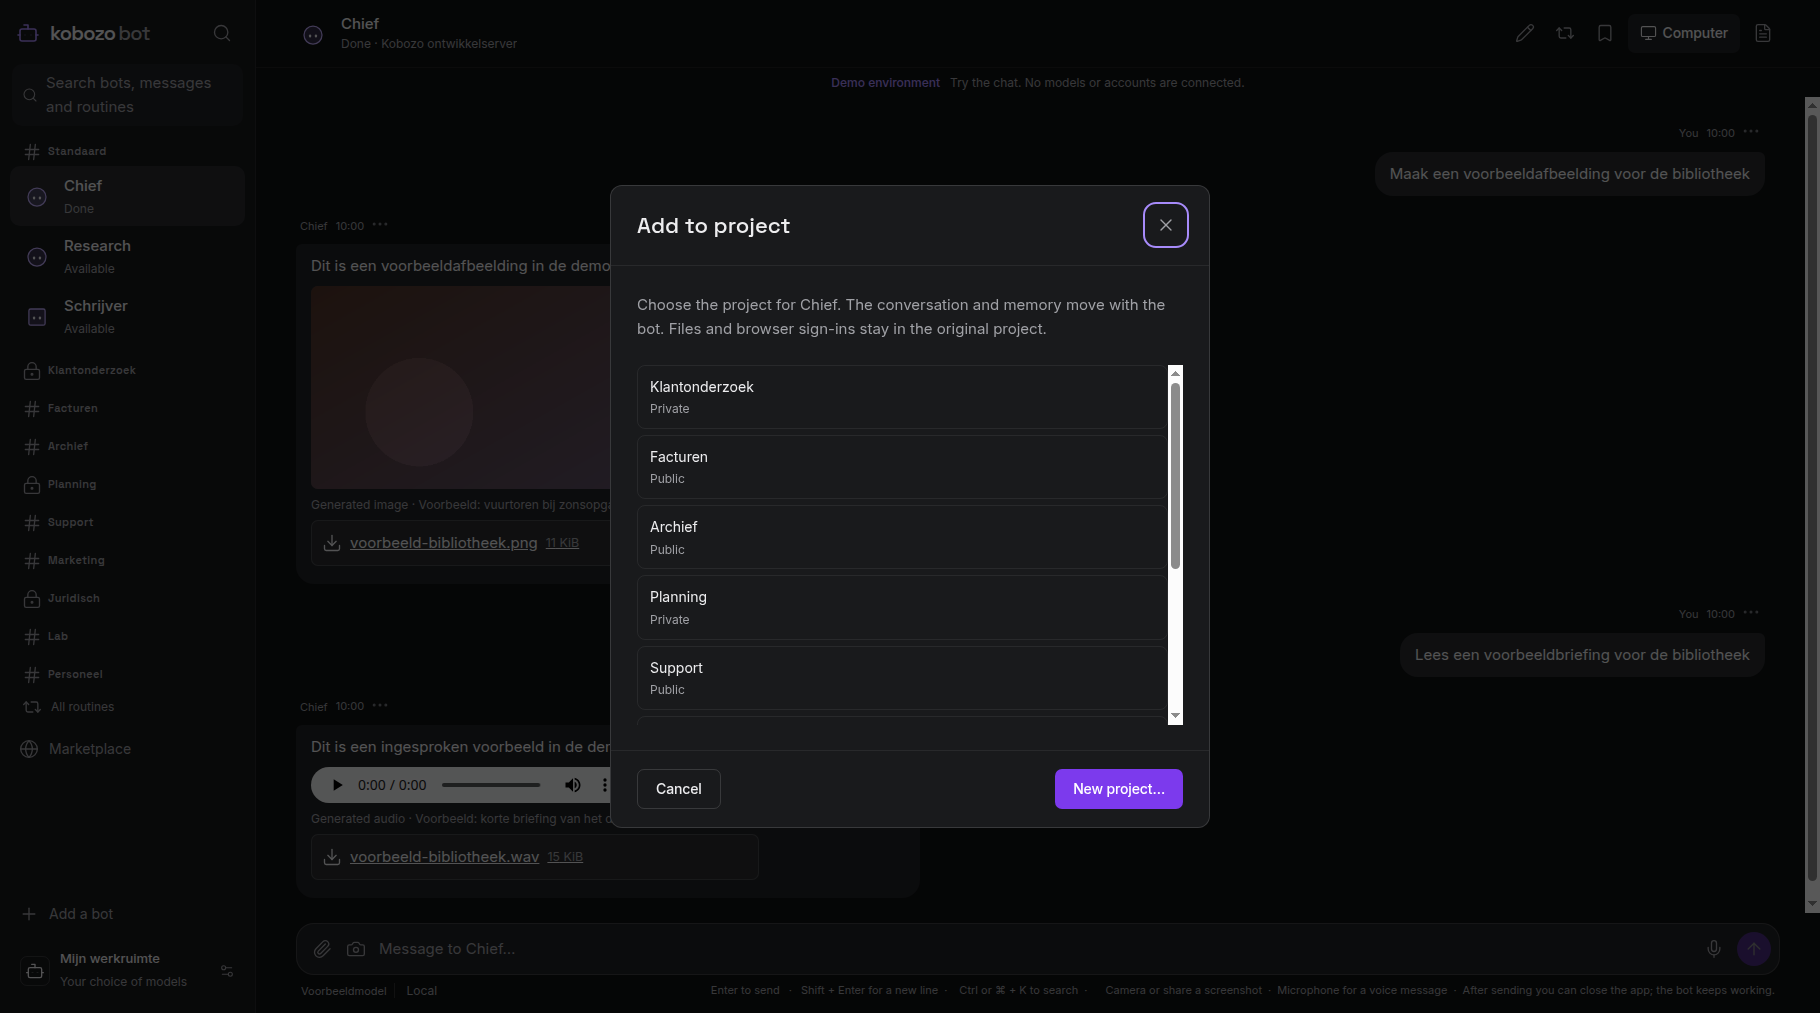 kobozo bot
Search bots, messages
and routines
Standaard
Chief
Done
Research
Available
Schrijver
Available
Klantonderzoek
Facturen
Archief
Planning
Support
Marketing
Juridisch
Lab
Personeel
All routines
Marketplace
Add a bot
Mijn werkruimte
Your choice of models
Chief
Done · Kobozo ontwikkelserver
Computer
Demo environment Try the chat. No models or accounts are connected.
You 10:00 ···
Maak een voorbeeldafbeelding voor de bibliotheek
Chief 10:00 ···
Dit is een voorbeeldafbeelding in de demo
Generated image · Voorbeeld: vuurtoren bij zonsopga
voorbeeld-bibliotheek.png 11 KiB
You 10:00 ···
Lees een voorbeeldbriefing voor de bibliotheek
Chief 10:00 ···
Dit is een ingesproken voorbeeld in de
0:00 / 0:00
Generated audio · Voorbeeld: korte briefing van het
voorbeeld-bibliotheek.wav 15 KiB
Add to project
Choose the project for Chief. The conversation and memory move with the
bot. Files and browser sign-ins stay in the original project.
Klantonderzoek
Private
Facturen
Public
Archief
Public
Planning
Private
Support
Public
Cancel
New project...
Message to Chief...
Voorbeeldmodel Local
Enter to send · Shift + Enter for a new line · Ctrl or ⌘ + K to search · Camera or share a screenshot · Microphone for a voice message · After sending you can close the app; the bot keeps working.